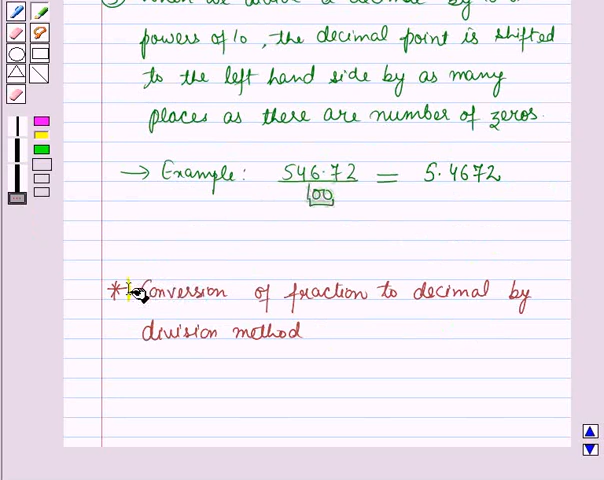 powers of 10, the decimal point is shifted
to the left hand side by as many
places as there are number of zeros.
→ Example: 546.72 / 100 = 5.4672
* Conversion of fraction to decimal by
division method